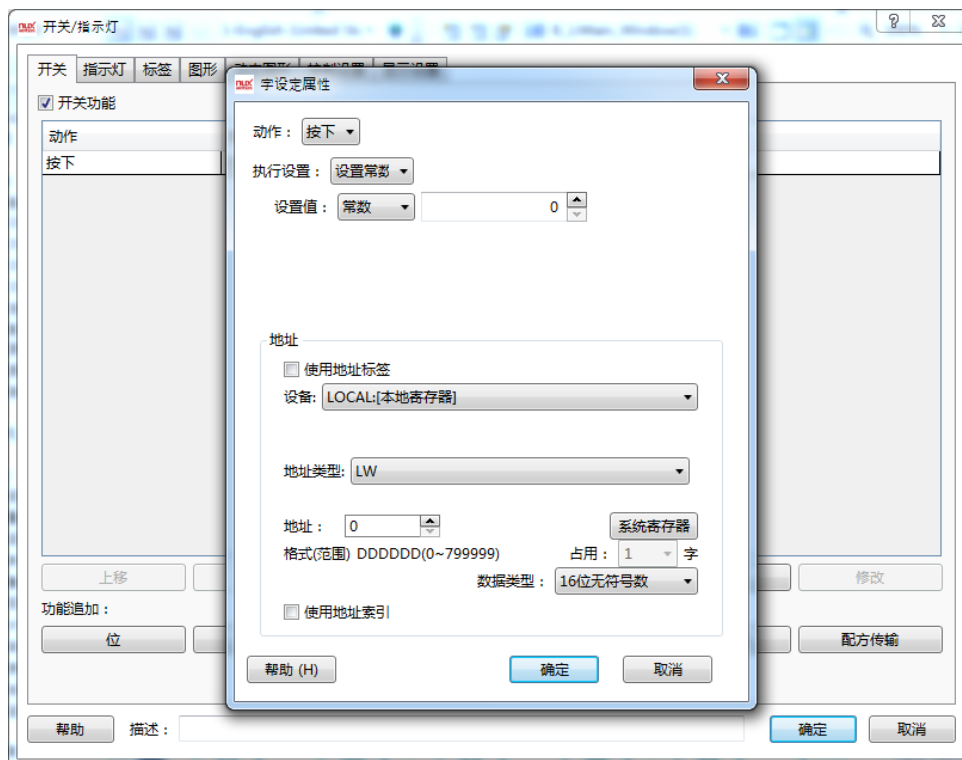 开关/指示灯
开关 指示灯 标签 图形
开关功能
动作
按下
上移 修改
功能追加：
位 配方传输
帮助 描述： 确定 取消
nux 字设定属性
动作： 按下
执行设置： 设置常数
设置值： 常数 0
地址
使用地址标签
设备: LOCAL:[本地寄存器]
地址类型: LW
地址： 0 系统寄存器
格式(范围) DDDDDD(0~799999) 占用： 1 字
数据类型： 16位无符号数
使用地址索引
帮助 (H) 确定 取消